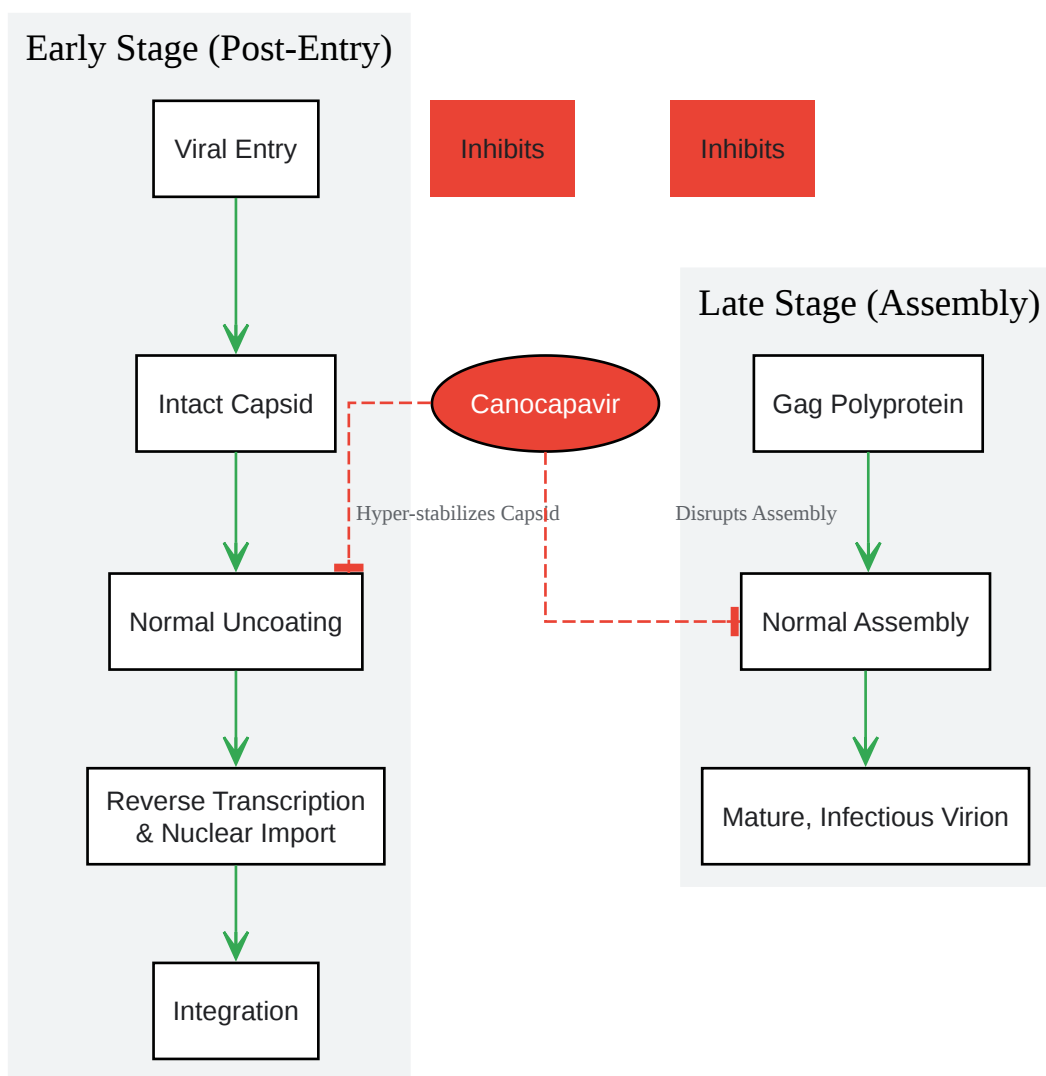 Early Stage (Post-Entry)
Viral Entry
Inhibits
Inhibits
Late Stage (Assembly)
Intact Capsid
Canocapavir
Gag Polyprotein
Hyper-stabilizes Capsid
Disrupts Assembly
Normal Uncoating
Normal Assembly
Reverse Transcription
& Nuclear Import
Mature, Infectious Virion
Integration